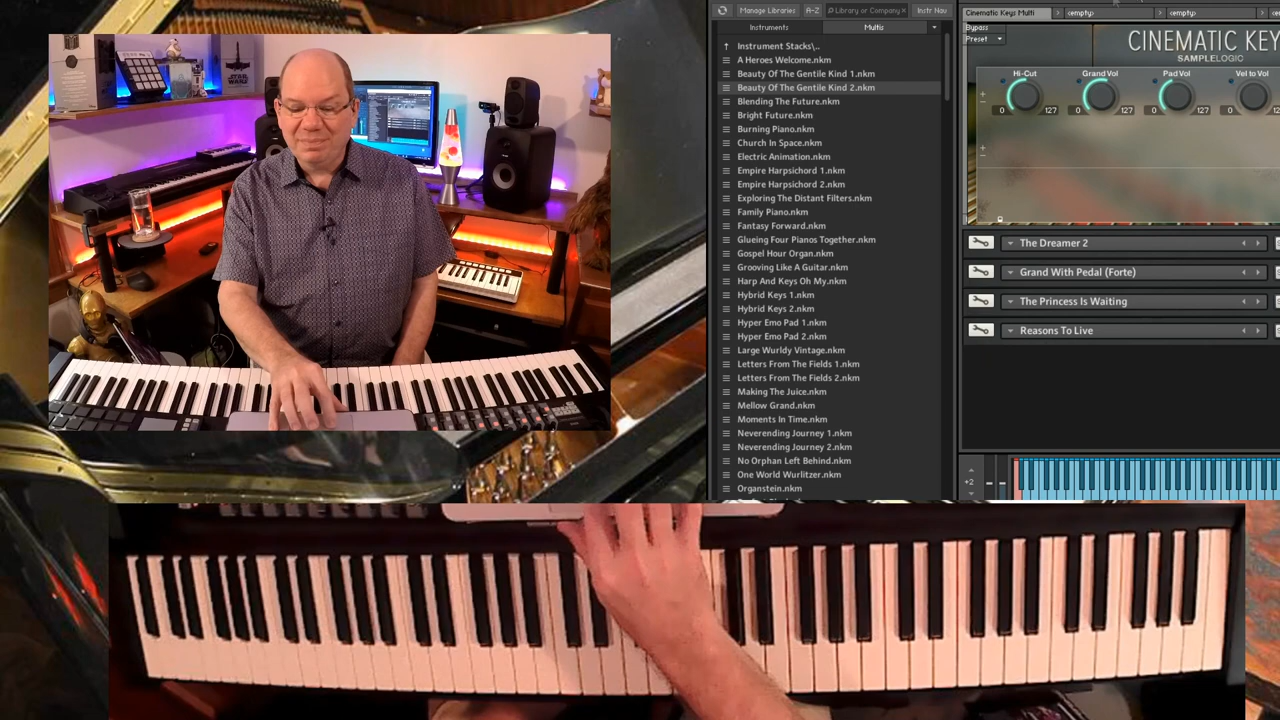 STAR
WARS
Manage Libraries
A-Z
Library or Company
Instr Nav
Instruments
Multis
Instrument Stacks\..
A Heroes Welcome.nkm
Beauty Of The Gentile Kind 1.nkm
Beauty Of The Gentile Kind 2.nkm
Blending The Future.nkm
Bright Future.nkm
Burning Piano.nkm
Church In Space.nkm
Electric Animation.nkm
Empire Harpsichord 1.nkm
Empire Harpsichord 2.nkm
Exploring The Distant Filters.nkm
Family Piano.nkm
Fantasy Forward.nkm
Glueing Four Pianos Together.nkm
Gospel Hour Organ.nkm
Grooving Like A Guitar.nkm
Harp And Keys Oh My.nkm
Hybrid Keys 1.nkm
Hybrid Keys 2.nkm
Hyper Emo Pad 1.nkm
Hyper Emo Pad 2.nkm
Large Wurldy Vintage.nkm
Letters From The Fields 1.nkm
Letters From The Fields 2.nkm
Making The Juice.nkm
Mellow Grand.nkm
Moments In Time.nkm
Neverending Journey 1.nkm
Neverending Journey 2.nkm
No Orphan Left Behind.nkm
One World Wurlitzer.nkm
Organstein.nkm
Cinematic Keys Multi
<empty>
<empty>
Bypass
Preset
CINEMATIC KEY
SAMPLELOGIC
Hi-Cut
Grand Vol
Pad Vol
Vel to Vol
0 127
0 127
0 127
0
The Dreamer 2
Grand With Pedal (Forte)
The Princess Is Waiting
Reasons To Live
+2